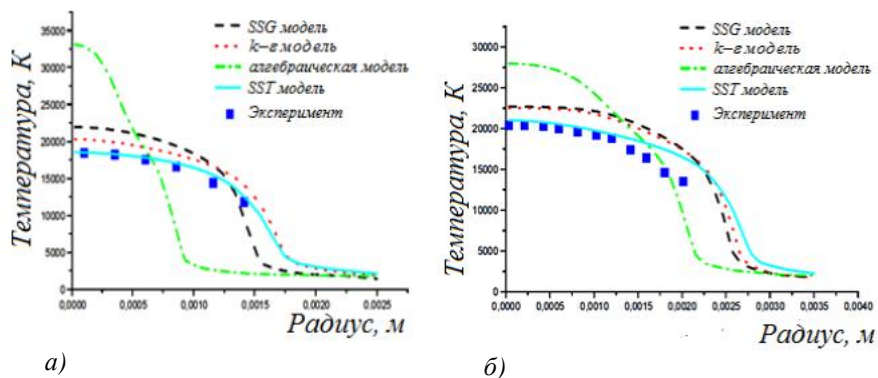 SSG модель
k–ε модель
алгебраическая модель
SST модель
Эксперимент
Температура, К
35000
30000
25000
20000
15000
10000
5000
0
0,0000 0,0005 0,0010 0,0015 0,0020 0,0025
Радиус, м
а)
SSG модель
k–ε модель
алгебраическая модель
SST модель
Эксперимент
Температура, К
30000
25000
20000
15000
10000
5000
0
0,0000 0,0005 0,0010 0,0015 0,0020 0,0025 0,0030 0,0035 0,0040
Радиус, м
б)